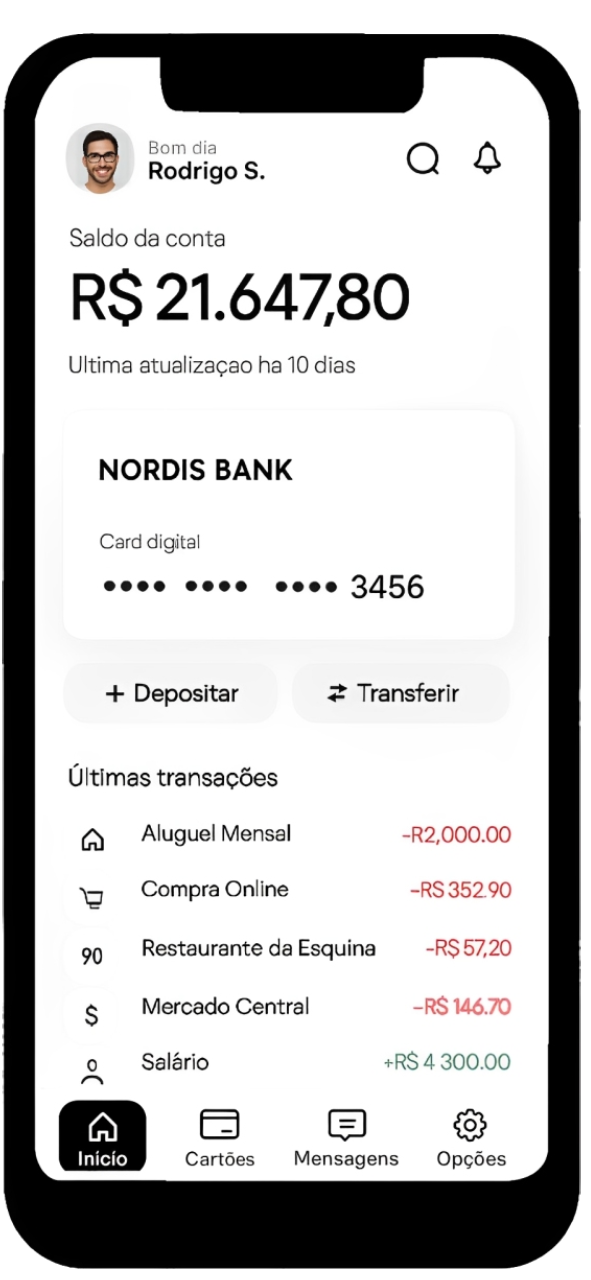 Bom dia
Rodrigo S.
Saldo da conta
R$ 21.647,80
Ultima atualizaçao ha 10 dias
NORDIS BANK
Card digital
•••• •••• •••• 3456
+ Depositar
Transferir
Últimas transações
Aluguel Mensal -R2,000.00
Compra Online -RS 352.90
90 Restaurante da Esquina -R$ 57,20
$ Mercado Central -R$ 146.70
Salário +R$ 4 300.00
Início Cartões Mensagens Opções